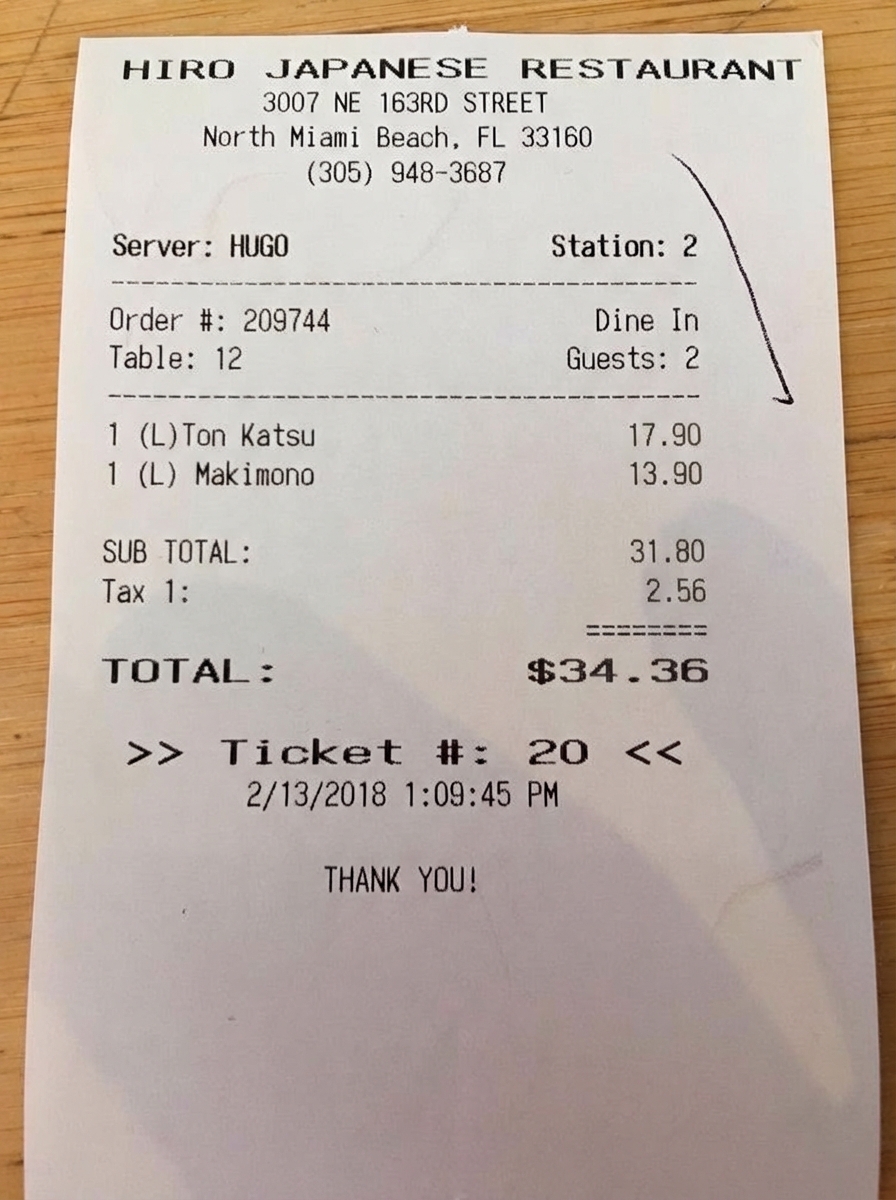 HIRO JAPANESE RESTAURANT
3007 NE 163RD STREET
North Miami Beach, FL 33160
(305) 948-3687
Server: HUGO Station: 2
Order #: 209744 Dine In
Table: 12 Guests: 2
1 (L)Ton Katsu 17.90
1 (L) Makimono 13.90
SUB TOTAL: 31.80
Tax 1: 2.56
========
TOTAL: $34.36
>> Ticket #: 20 <<
2/13/2018 1:09:45 PM
THANK YOU!